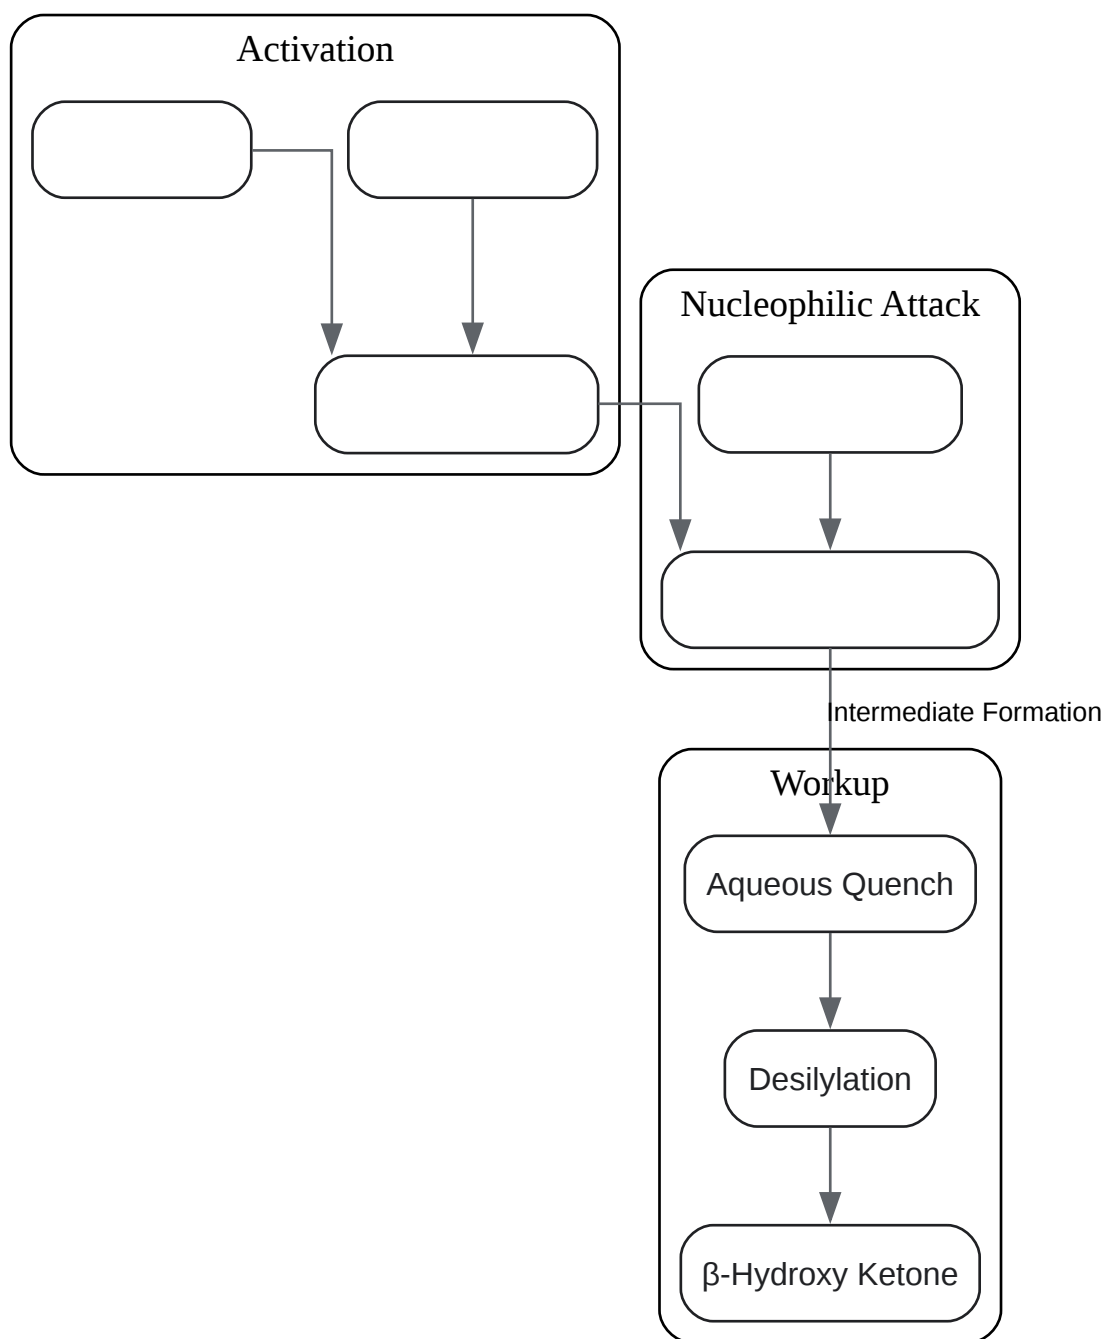 Activation
Nucleophilic Attack
Intermediate Formation
Workup
Aqueous Quench
Desilylation
β-Hydroxy Ketone